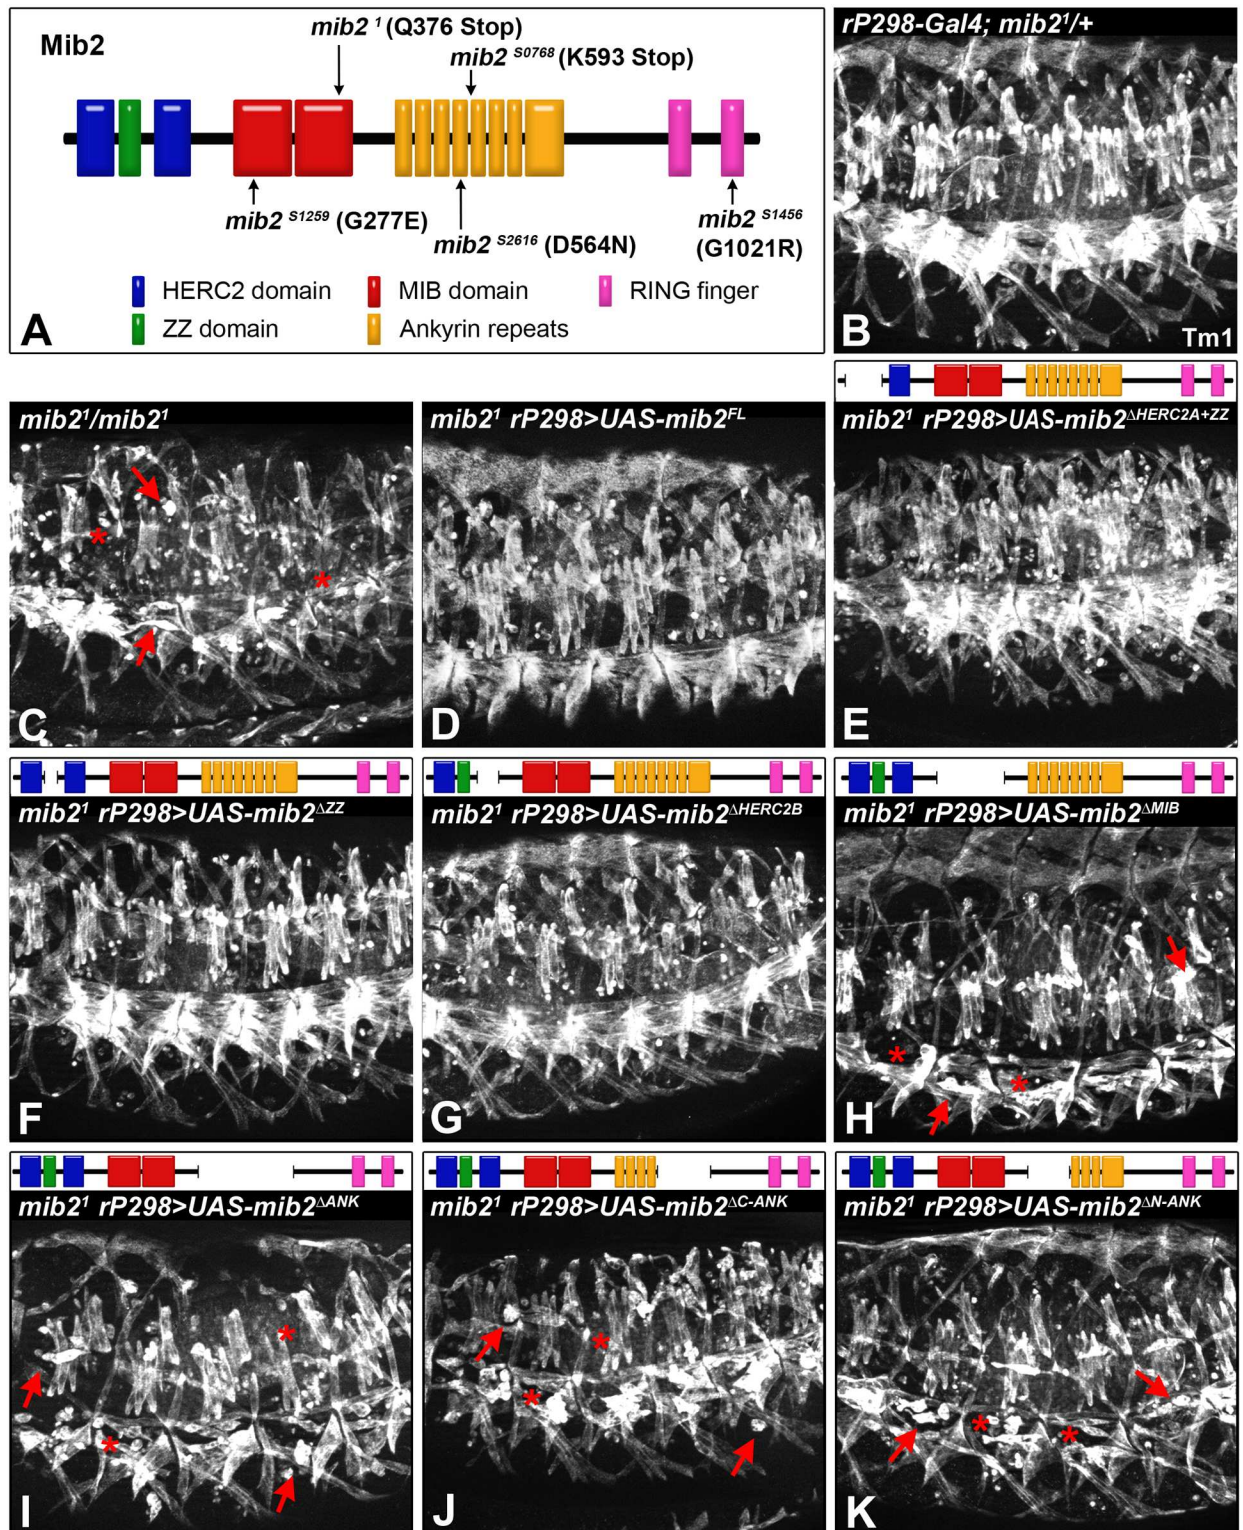 Mib2
mib2 1 (Q376 Stop)
mib2 S0768 (K593 Stop)
mib2 S1259 (G277E)
mib2 S2616 (D564N)
mib2 S1456
(G1021R)
HERC2 domain
MIB domain
RING finger
ZZ domain
Ankyrin repeats
A
rP298-Gal4; mib2¹/+
B
Tm1
mib2¹/mib2¹
*
*
C
mib2¹ rP298>UAS-mib2FL
D
mib2¹ rP298>UAS-mib2ΔHERC2A+ZZ
E
mib2¹ rP298>UAS-mib2ΔZZ
F
mib2¹ rP298>UAS-mib2ΔHERC2B
G
mib2¹ rP298>UAS-mib2ΔMIB
*
*
H
mib2¹ rP298>UAS-mib2ΔANK
*
*
I
mib2¹ rP298>UAS-mib2ΔC-ANK
*
*
J
mib2¹ rP298>UAS-mib2ΔN-ANK
*
*
K